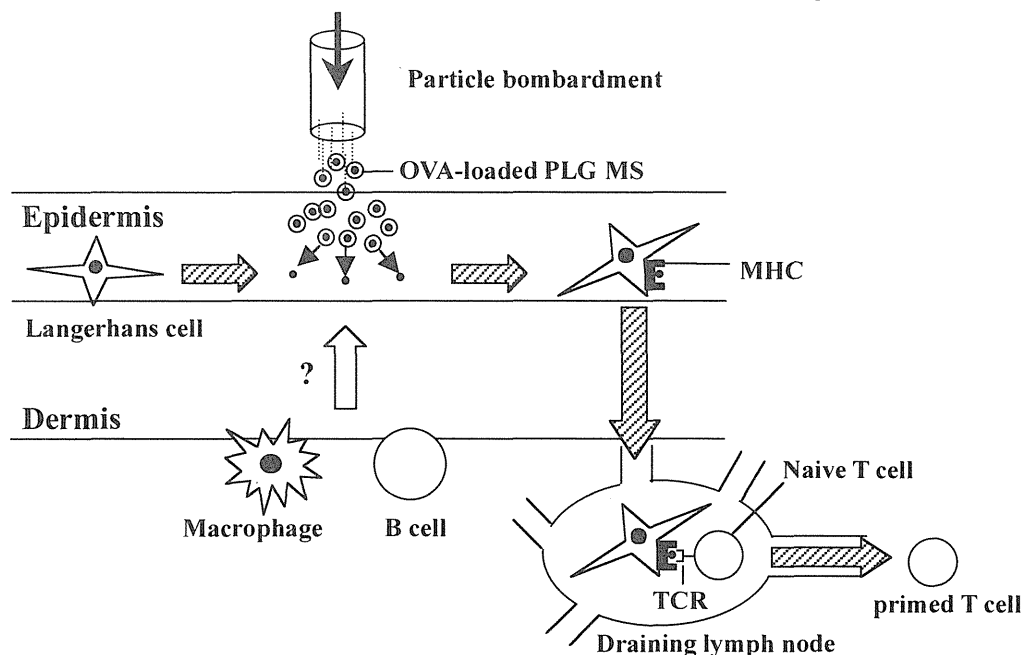 Particle bombardment
OVA-loaded PLG MS
Epidermis
MHC
Langerhans cell
?
Dermis
Naive T cell
Macrophage
B cell
TCR
primed T cell
Draining lymph node